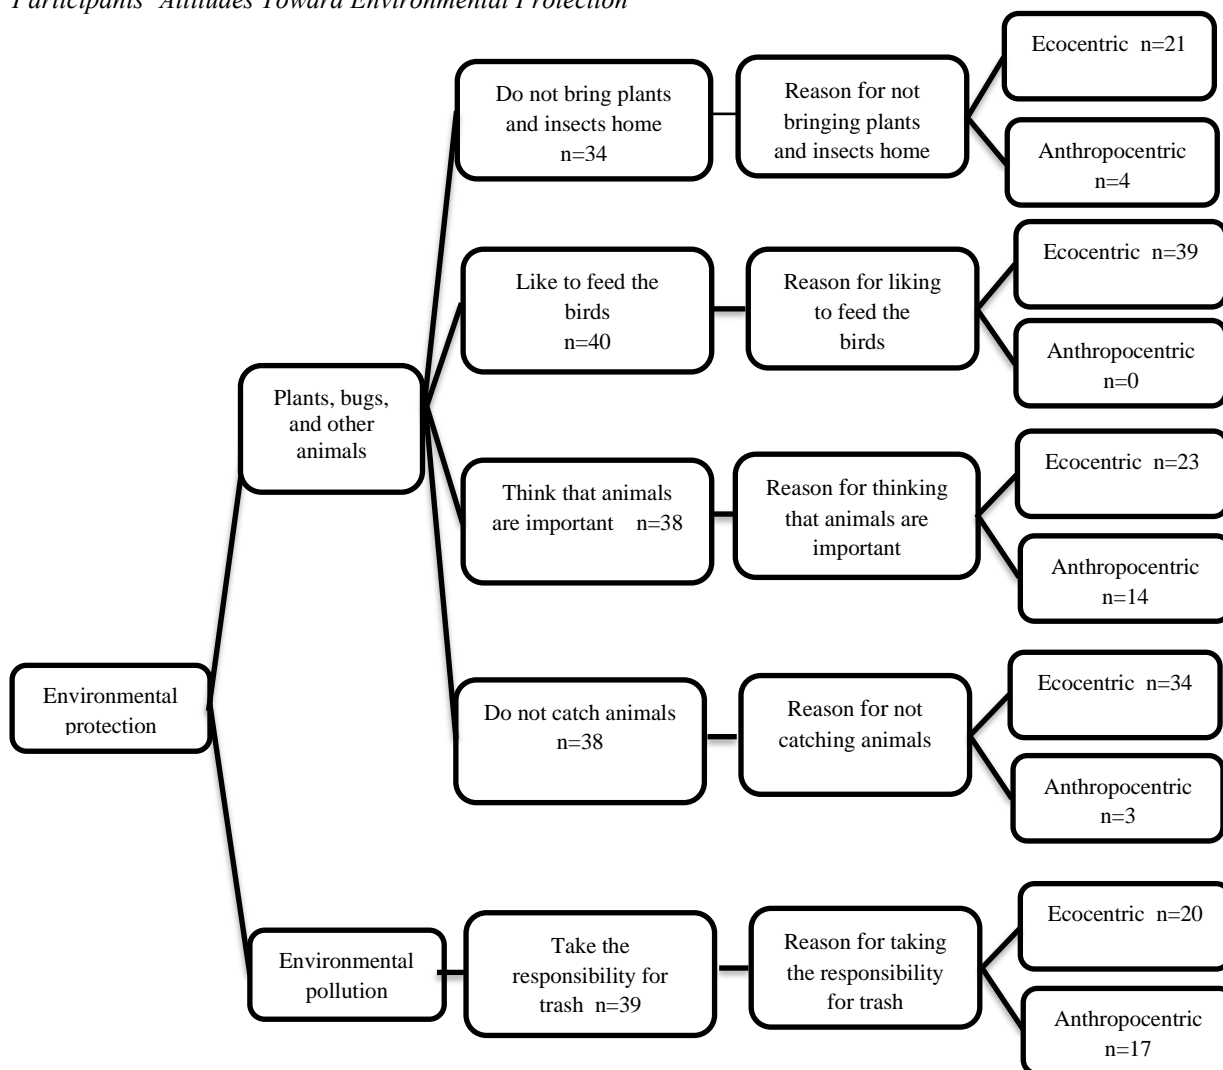 Participants' Attitudes Toward Environmental Protection
Ecocentric n=21
Do not bring plants
and insects home
n=34
Reason for not
bringing plants
and insects home
Anthropocentric
n=4
Ecocentric n=39
Like to feed the
birds
n=40
Reason for liking
to feed the
birds
Anthropocentric
n=0
Plants, bugs,
and other
animals
Ecocentric n=23
Think that animals
are important n=38
Reason for thinking
that animals are
important
Anthropocentric
n=14
Ecocentric n=34
Environmental
protection
Do not catch animals
n=38
Reason for not
catching animals
Anthropocentric
n=3
Ecocentric n=20
Environmental
pollution
Take the
responsibility for
trash n=39
Reason for taking
the responsibility
for trash
Anthropocentric
n=17